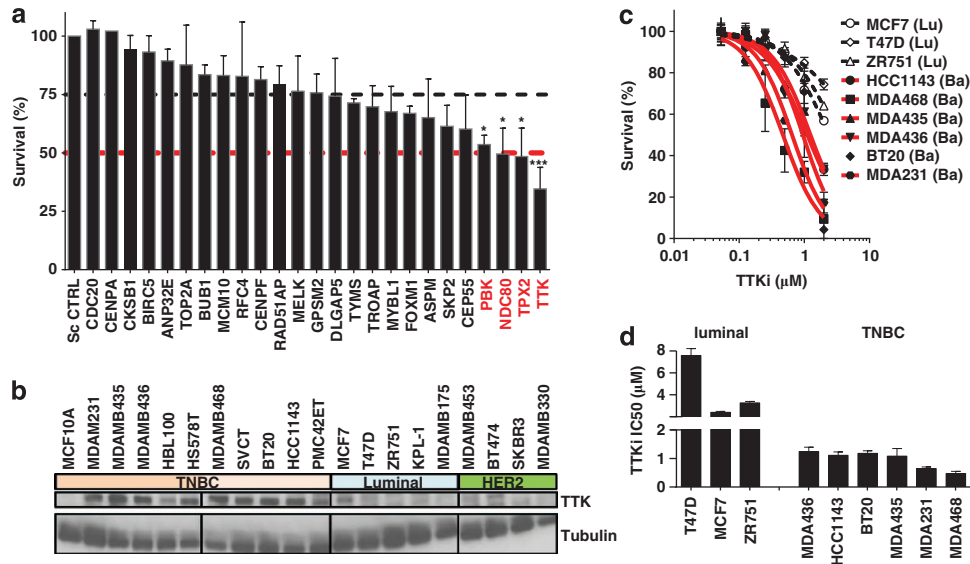 a
Survival (%)
100
75
50
25
0
*
*
*
***
Sc CTRL
CDC20
CENPA
CKSB1
BIRC5
ANP32E
TOP2A
BUB1
MCM10
RFC4
CENPF
RAD51AP
MELK
GPSM2
DLGAP5
TYMS
TROAP
MYBL1
FOXM1
ASPM
SKP2
CEP55
PBK
NDC80
TPX2
TTK
b
MCF10A
MDAM231
MDAMB435
MDAMB436
HBL100
HS578T
MDAMB468
SVCT
BT20
HCC1143
PMC42ET
MCF7
T47D
ZR751
KPL-1
MDAMB175
MDAMB453
BT474
SKBR3
MDAMB330
TNBC
Luminal
HER2
TTK
Tubulin
c
Survival (%)
100
80
60
40
20
0
0.01
0.1
1
10
TTKi (μM)
MCF7 (Lu)
T47D (Lu)
ZR751 (Lu)
HCC1143 (Ba)
MDA468 (Ba)
MDA435 (Ba)
MDA436 (Ba)
BT20 (Ba)
MDA231 (Ba)
d
luminal
TNBC
TTKi IC50 (μM)
8
6
4
2
2
1
0
T47D
MCF7
ZR751
MDA436
HCC1143
BT20
MDA435
MDA231
MDA468